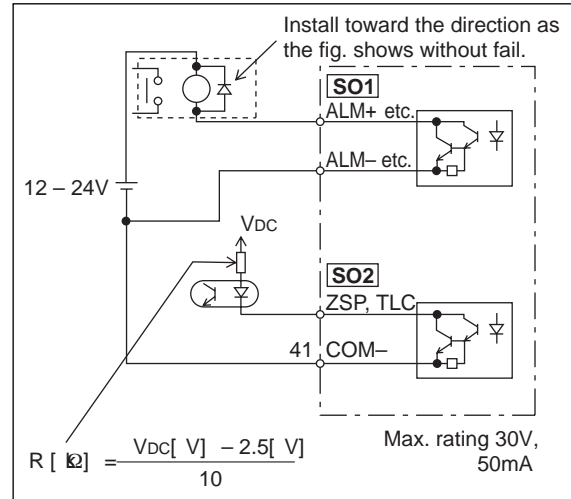 Install toward the direction as
the fig. shows without fail.
SO1
ALM+ etc.
ALM– etc.
12 – 24V
VDC
SO2
ZSP, TLC
41 COM–
Max. rating 30V,
50mA
R [ kΩ] = VDC[ V] – 2.5[ V]
10